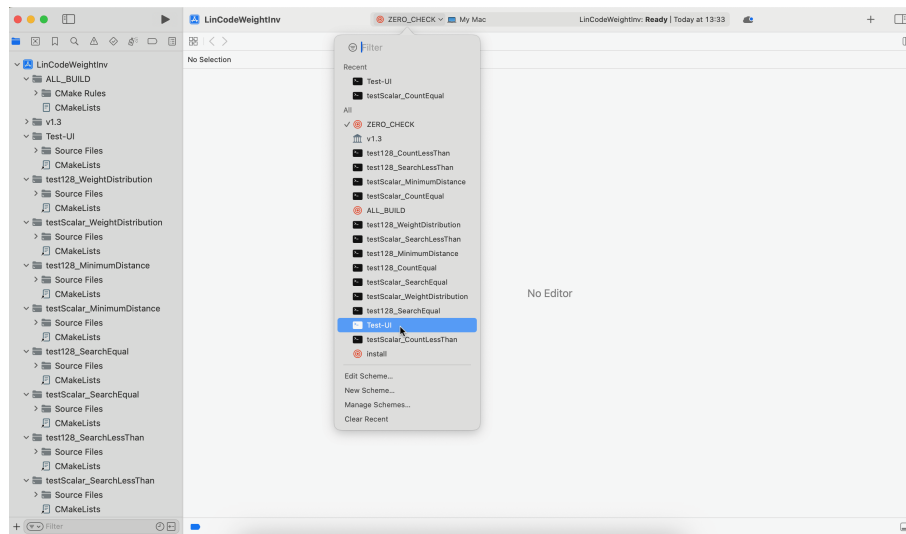 LinCodeWeightInv
ZERO_CHECK
My Mac
LinCodeWeightInv: Ready | Today at 13:33
No Selection
LinCodeWeightInv
ALL_BUILD
CMake Rules
CMakeLists
v1.3
Test-UI
Source Files
CMakeLists
test128_WeightDistribution
Source Files
CMakeLists
testScalar_WeightDistribution
Source Files
CMakeLists
test128_MinimumDistance
Source Files
CMakeLists
testScalar_MinimumDistance
Source Files
CMakeLists
test128_SearchEqual
Source Files
CMakeLists
testScalar_SearchEqual
Source Files
CMakeLists
test128_SearchLessThan
Source Files
CMakeLists
testScalar_SearchLessThan
Source Files
CMakeLists
Filter
Filter
Recent
Test-UI
testScalar_CountEqual
All
ZERO_CHECK
v1.3
test128_CountLessThan
test128_SearchLessThan
testScalar_MinimumDistance
testScalar_CountEqual
ALL_BUILD
test128_WeightDistribution
testScalar_SearchLessThan
test128_MinimumDistance
test128_CountEqual
testScalar_SearchEqual
testScalar_WeightDistribution
test128_SearchEqual
Test-UI
testScalar_CountLessThan
install
Edit Scheme...
New Scheme...
Manage Schemes...
Clear Recent
No Editor